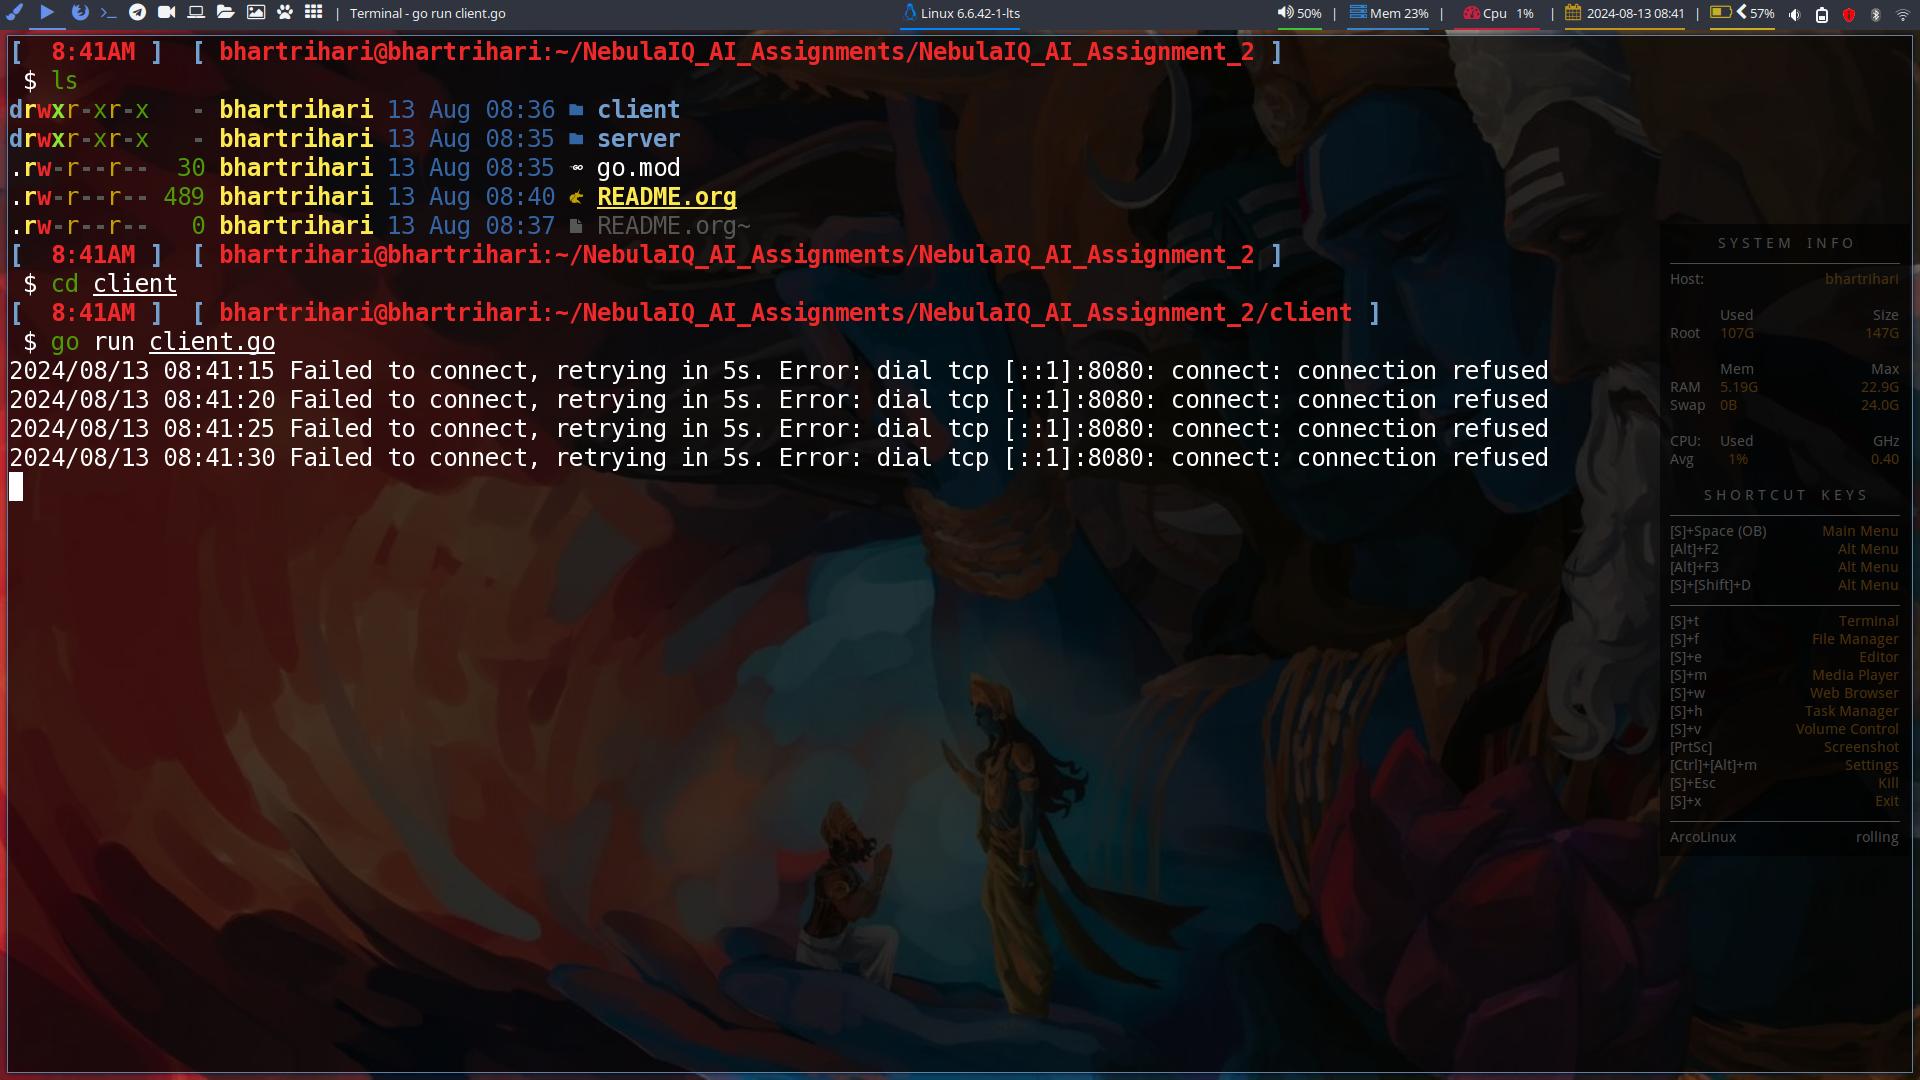 | Terminal - go run client.go
Linux 6.6.42-1-lts
50% | Mem 23% | Cpu 1% | 2024-08-13 08:41 | 57%
[ 8:41AM ] [ bhartrihari@bhartrihari:~/NebulaIQ_AI_Assignments/NebulaIQ_AI_Assignment_2 ]
$ ls
drwxr-xr-x - bhartrihari 13 Aug 08:36 client
drwxr-xr-x - bhartrihari 13 Aug 08:35 server
.rw-r--r-- 30 bhartrihari 13 Aug 08:35 go.mod
.rw-r--r-- 489 bhartrihari 13 Aug 08:40 README.org
.rw-r--r-- 0 bhartrihari 13 Aug 08:37 README.org~
[ 8:41AM ] [ bhartrihari@bhartrihari:~/NebulaIQ_AI_Assignments/NebulaIQ_AI_Assignment_2 ]
$ cd client
[ 8:41AM ] [ bhartrihari@bhartrihari:~/NebulaIQ_AI_Assignments/NebulaIQ_AI_Assignment_2/client ]
$ go run client.go
2024/08/13 08:41:15 Failed to connect, retrying in 5s. Error: dial tcp [::1]:8080: connect: connection refused
2024/08/13 08:41:20 Failed to connect, retrying in 5s. Error: dial tcp [::1]:8080: connect: connection refused
2024/08/13 08:41:25 Failed to connect, retrying in 5s. Error: dial tcp [::1]:8080: connect: connection refused
2024/08/13 08:41:30 Failed to connect, retrying in 5s. Error: dial tcp [::1]:8080: connect: connection refused
SYSTEM INFO
Host: bhartrihari
Used Size
Root 107G 147G
Mem Max
RAM 5.19G 22.9G
Swap 0B 24.0G
CPU: Used GHz
Avg 1% 0.40
SHORTCUT KEYS
[S]+Space (OB) Main Menu
[Alt]+F2 Alt Menu
[Alt]+F3 Alt Menu
[S]+[Shift]+D Alt Menu
[S]+t Terminal
[S]+f File Manager
[S]+e Editor
[S]+m Media Player
[S]+w Web Browser
[S]+h Task Manager
[S]+v Volume Control
[PrtSc] Screenshot
[Ctrl]+[Alt]+m Settings
[S]+Esc Kill
[S]+x Exit
ArcoLinux rolling